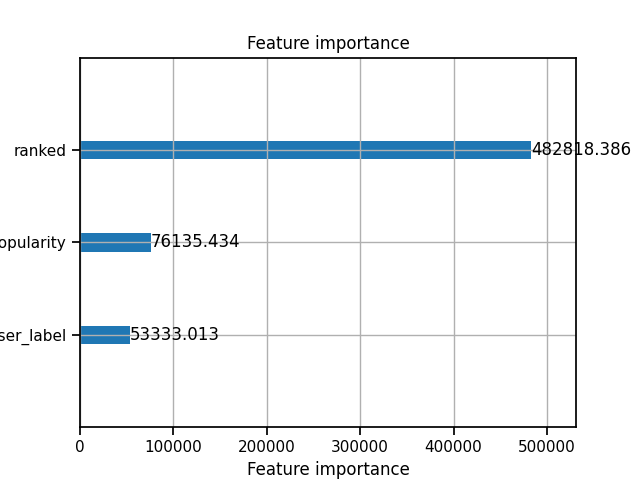 Feature importance
ranked
482818.386
opularity
76135.434
ser_label
53333.013
0 100000 200000 300000 400000 500000
Feature importance